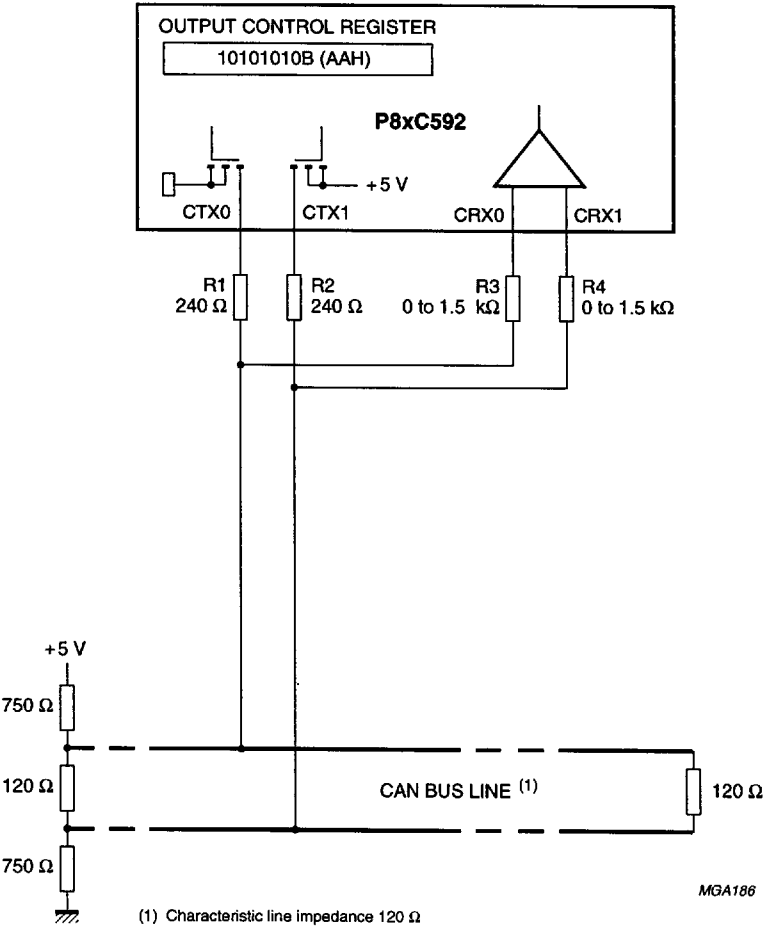 OUTPUT CONTROL REGISTER
10101010B (AAH)
P8xC592
+5 V
CTX0
CTX1
CRX0
CRX1
R1
240 Ω
R2
240 Ω
R3
0 to 1.5 kΩ
R4
0 to 1.5 kΩ
+5 V
750 Ω
120 Ω
CAN BUS LINE (1)
120 Ω
750 Ω
MGA186
(1) Characteristic line impedance 120 Ω